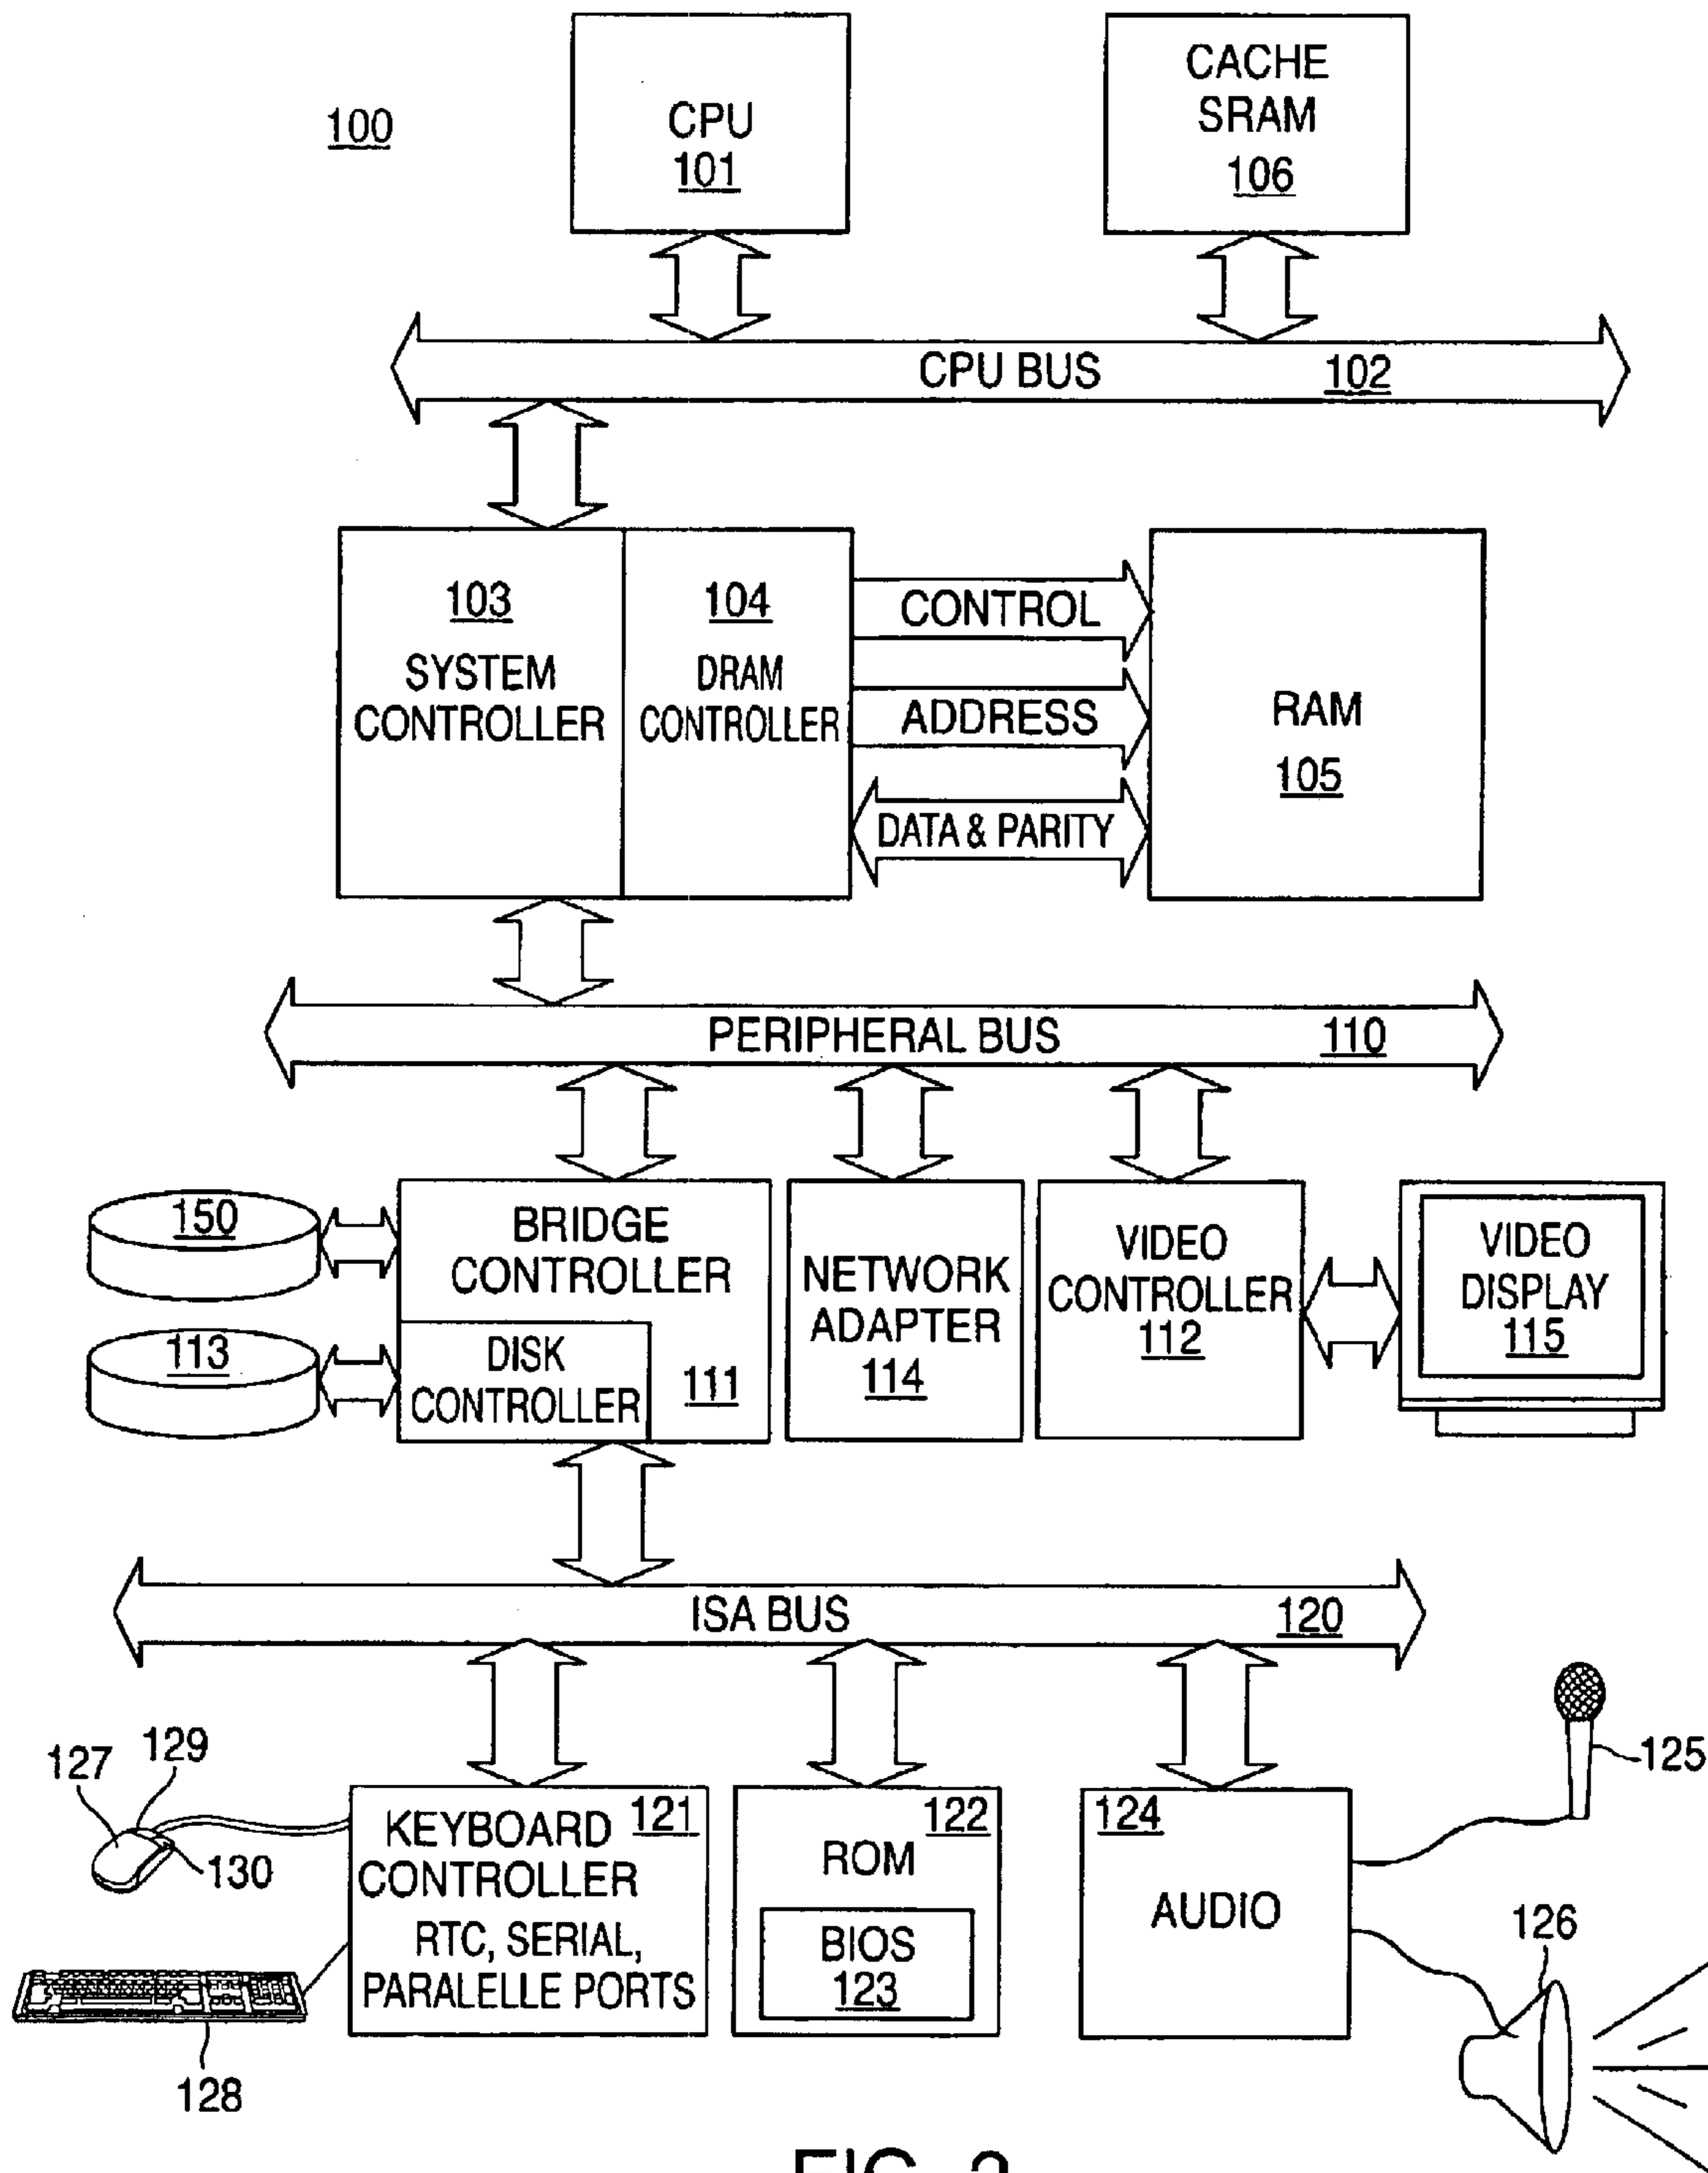 100
CPU
101
CACHE
SRAM
106
CPU BUS 102
103
SYSTEM
CONTROLLER
104
DRAM
CONTROLLER
CONTROL
ADDRESS
DATA & PARITY
RAM
105
PERIPHERAL BUS 110
150
113
BRIDGE
CONTROLLER
DISK
CONTROLLER
111
NETWORK
ADAPTER
114
VIDEO
CONTROLLER
112
VIDEO
DISPLAY
115
ISA BUS 120
127
129
130
128
KEYBOARD 121
CONTROLLER
RTC, SERIAL,
PARALELLE PORTS
122
ROM
BIOS
123
124
AUDIO
125
126
FIG. 2